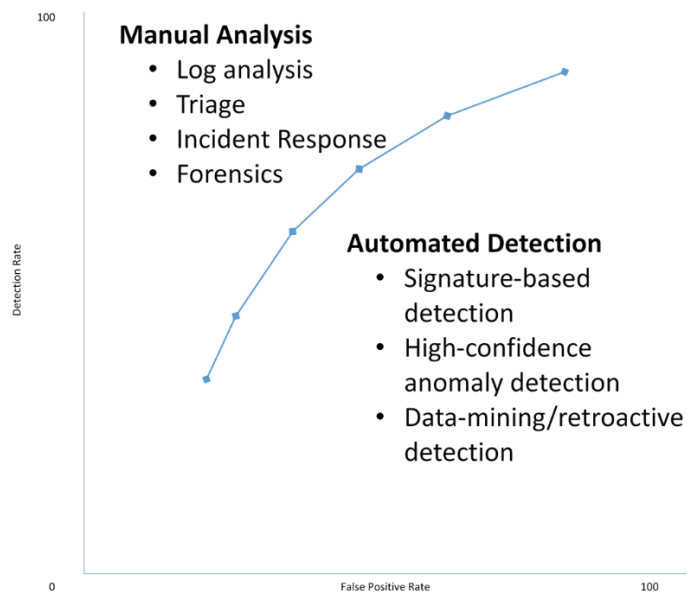 100
Manual Analysis
• Log analysis
• Triage
• Incident Response
• Forensics
Detection Rate
Automated Detection
• Signature-based
detection
• High-confidence
anomaly detection
• Data-mining/retroactive
detection
0
False Positive Rate
100